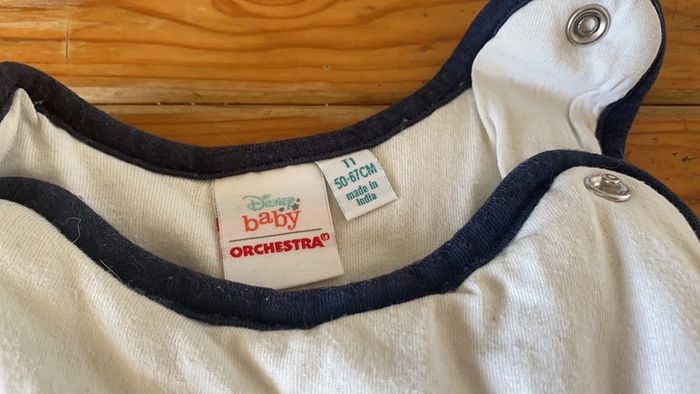 Disney
baby
ORCHESTRA
T1
50-67CM
made in
India